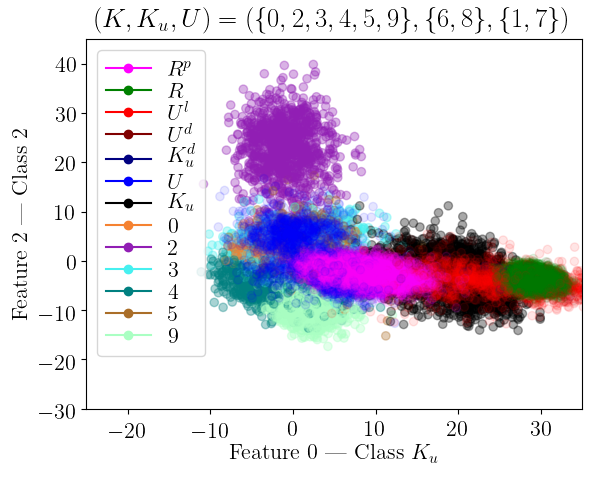 (K, K_u, U) = ({0, 2, 3, 4, 5, 9}, {6, 8}, {1, 7})
R^p
R
U^l
U^d
K_u^d
U
K_u
0
2
3
4
5
9
Feature 2 — Class 2
40
30
20
10
0
−10
−20
−30
−20
−10
0
10
20
30
Feature 0 — Class K_u